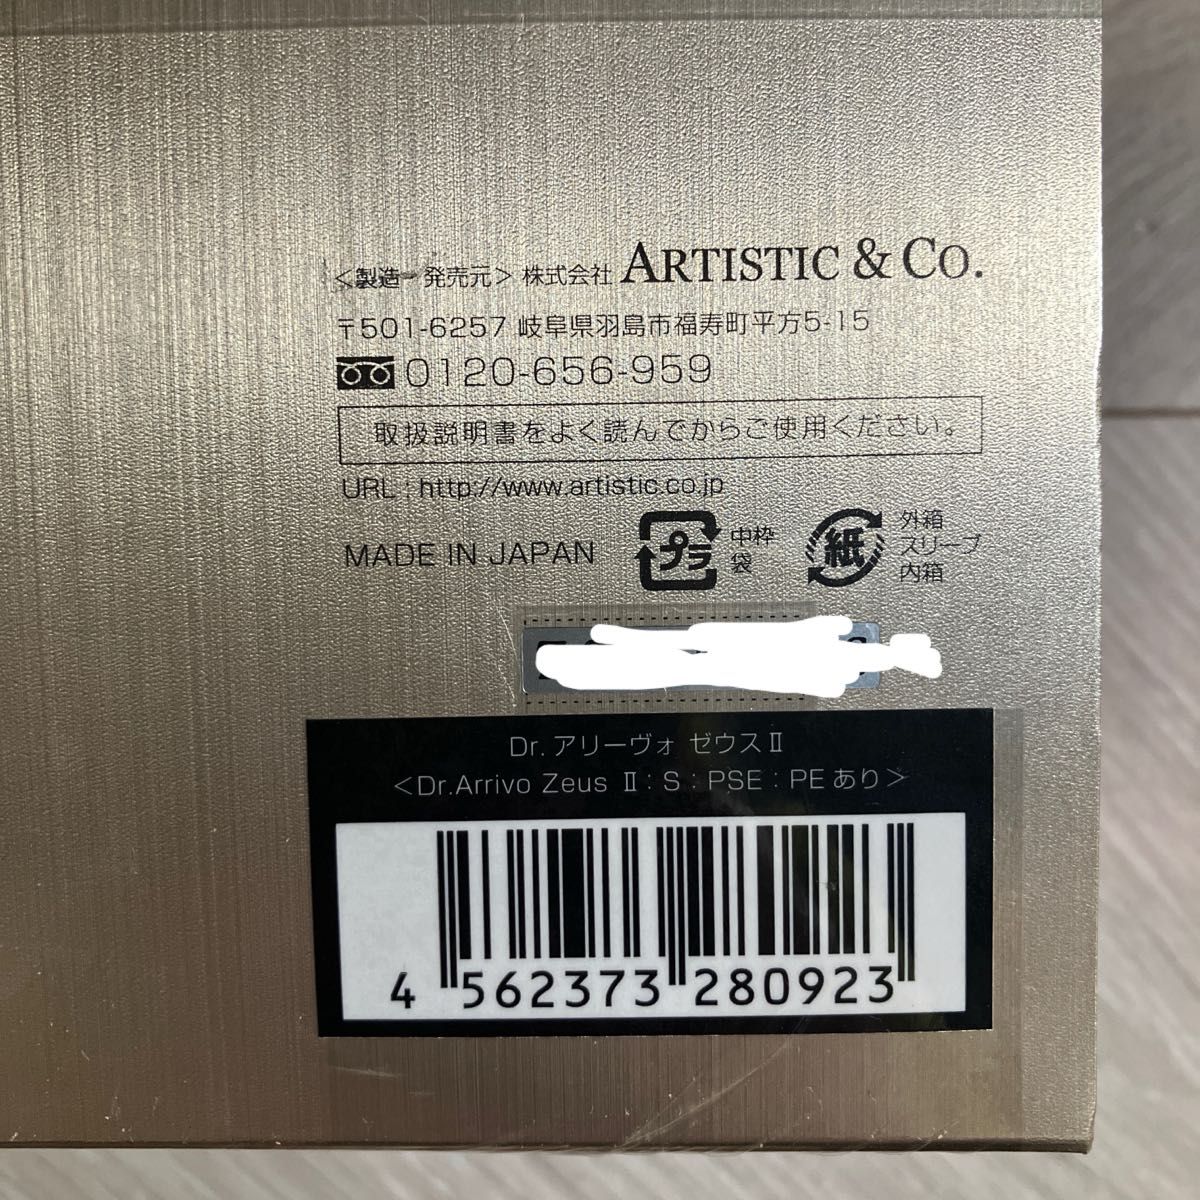 <製造 発売元> 株式会社 ARTISTIC & CO.
〒501-6257 岐阜県羽島市福寿町平方5-15
0120-656-959
取扱説明書をよく読んでからご使用ください。
URL : http://www.artistic.co.jp
MADE IN JAPAN
プラ
中枠
袋
紙
外箱
スリーブ
内箱
Dr.アリーヴォ ゼウスⅡ
<Dr.Arrivo Zeus Ⅱ:S:PSE:PEあり>
4 562373 280923